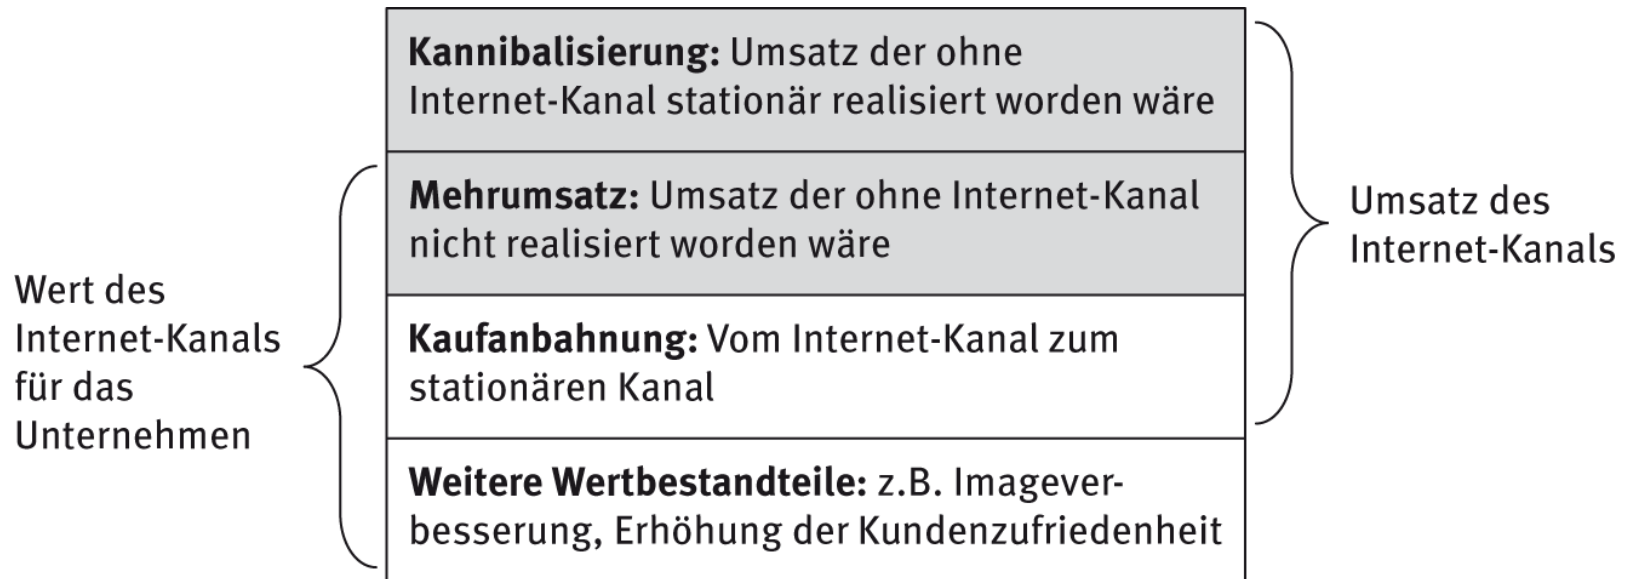 Kannibalisierung: Umsatz der ohne
Internet-Kanal stationär realisiert worden wäre
Mehrumsatz: Umsatz der ohne Internet-Kanal
nicht realisiert worden wäre
Kaufanbahnung: Vom Internet-Kanal zum
stationären Kanal
Weitere Wertbestandteile: z.B. Imagever-
besserung, Erhöhung der Kundenzufriedenheit
Wert des
Internet-Kanals
für das
Unternehmen
Umsatz des
Internet-Kanals